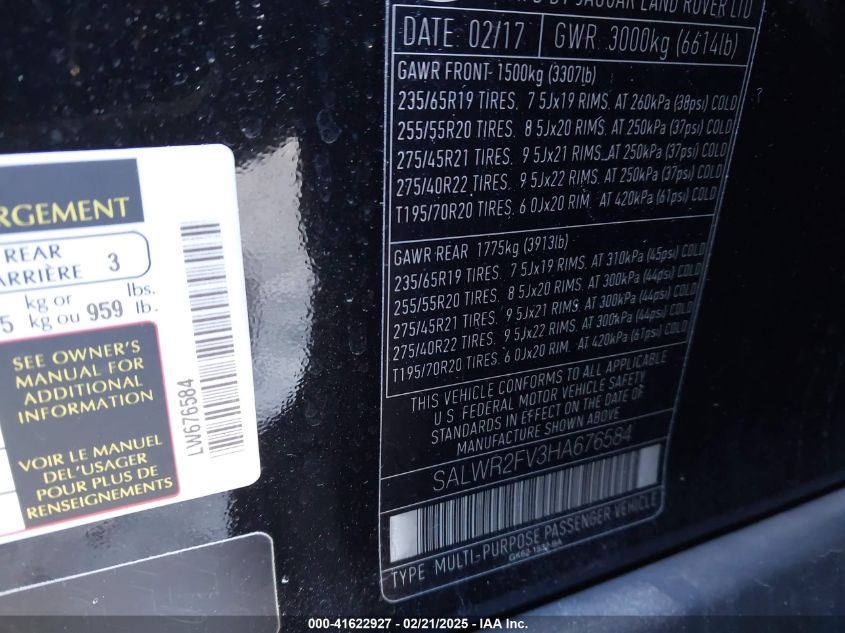 BY JAGUAR LAND ROVER LTD
DATE: 02/17 GWR 3000kg (6614lb)
GAWR FRONT 1500kg (3307lb)
235/65R19 TIRES. 7 5Jx19 RIMS. AT 260kPa (38psi) COLD
255/55R20 TIRES. 8 5Jx20 RIMS. AT 250kPa (37psi) COLD
275/45R21 TIRES. 9 5Jx21 RIMS. AT 250kPa (37psi) COLD
275/40R22 TIRES. 9 5Jx22 RIMS. AT 250kPa (37psi) COLD
T195/70R20 TIRES. 6 0Jx20 RIM. AT 420kPa (61psi) COLD
GAWR REAR 1775kg (3913lb)
235/65R19 TIRES. 7 5Jx19 RIMS. AT 310kPa (45psi) COLD
255/55R20 TIRES. 8 5Jx20 RIMS. AT 300kPa (44psi) COLD
275/45R21 TIRES. 9 5Jx21 RIMS. AT 300kPa (44psi) COLD
275/40R22 TIRES. 9 5Jx22 RIMS. AT 300kPa (44psi) COLD
T195/70R20 TIRES. 6 0Jx20 RIM. AT 420kPa (61psi) COLD
THIS VEHICLE CONFORMS TO ALL APPLICABLE
U S FEDERAL MOTOR VEHICLE SAFETY
STANDARDS IN EFFECT ON THE DATE OF
MANUFACTURE SHOWN ABOVE
SALWR2FV3HA676584
TYPE MULTI-PURPOSE PASSENGER VEHICLE
RGEMENT
REAR
ARRIÈRE 3
kg or lbs.
5 kg ou 959 lb.
SEE OWNER'S
MANUAL FOR
ADDITIONAL
INFORMATION
VOIR LE MANUEL
DEL'USAGER
POUR PLUS DE
RENSEIGNEMENTS
LW676584
000-41622927 / 02/21/2025 - IAA Inc.